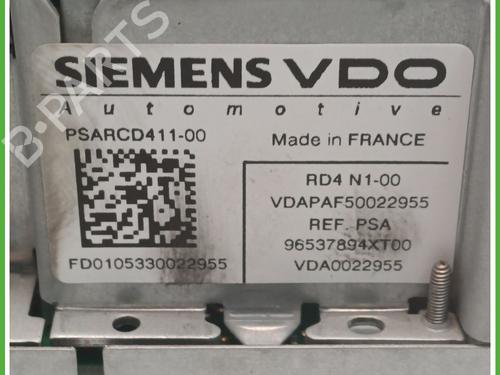 SIEMENS VDO
Automotive
PSARCD411-00
Made in FRANCE
RD4 N1-00
VDAPAF50022955
REF. PSA
96537894XT00
VDA0022955
FD0105330022955
B-PARTS